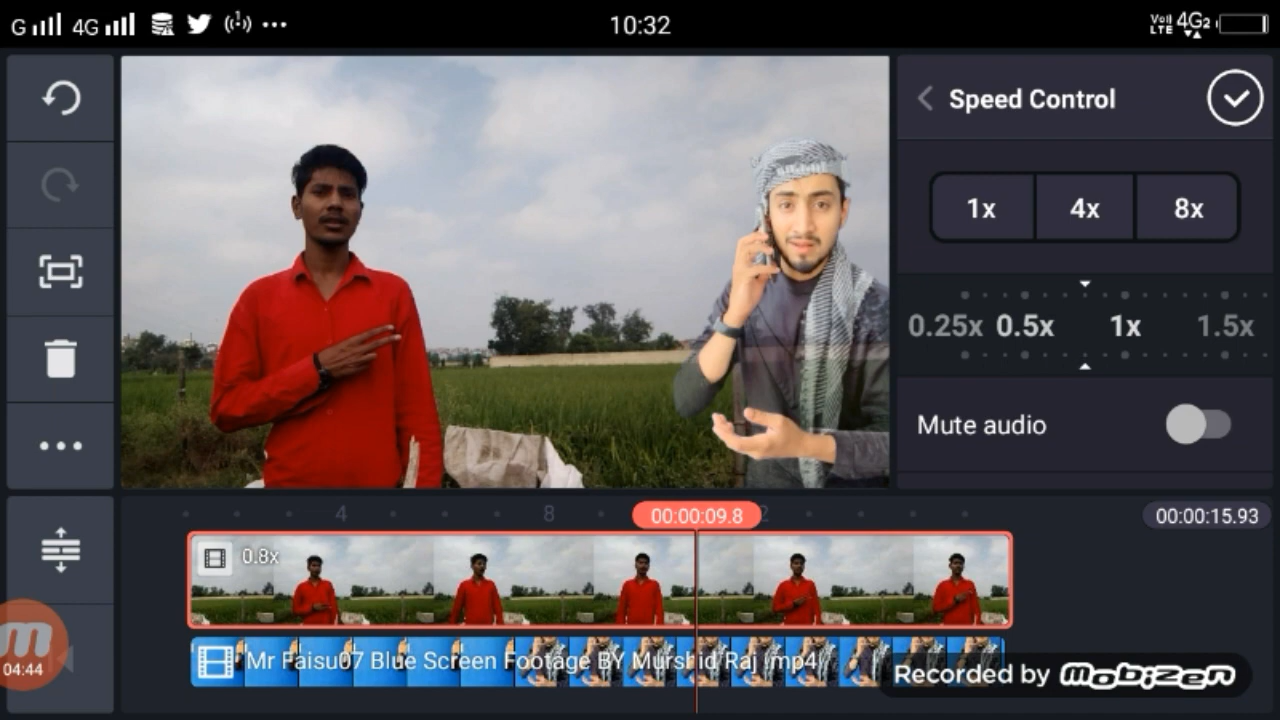 G 4G 10:32 VoII LTE 4G2
Speed Control
1x 4x 8x
0.25x 0.5x 1x 1.5x
Mute audio
4 8 00:00:09.8 2 00:00:15.93
0.8x
Mr Faisu07 Blue Screen Footage BY Murshid Raj .mp4
04:44
Recorded by mobizen